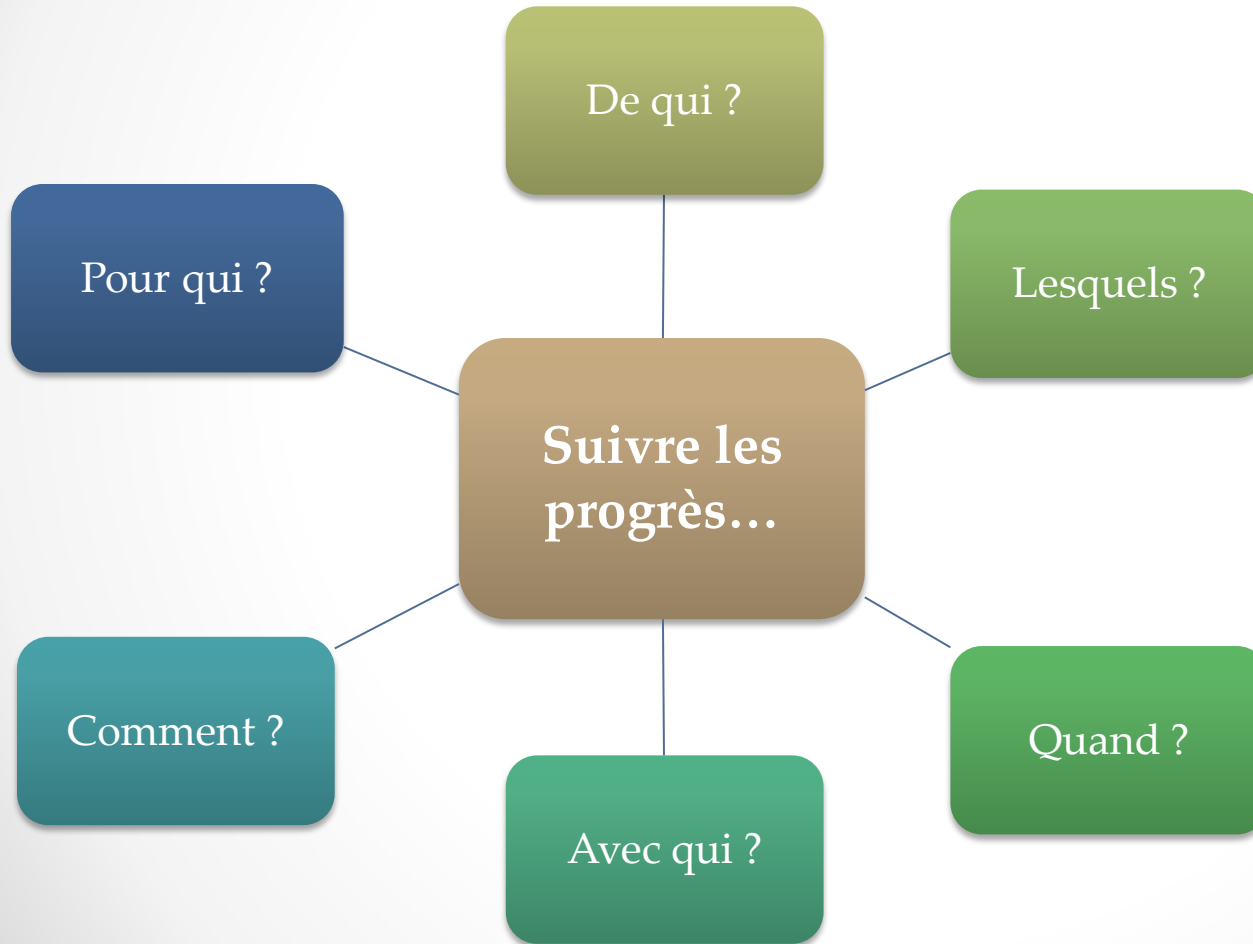 De qui ?
Pour qui ?
Lesquels ?
Suivre les
progrès…
Comment ?
Quand ?
Avec qui ?